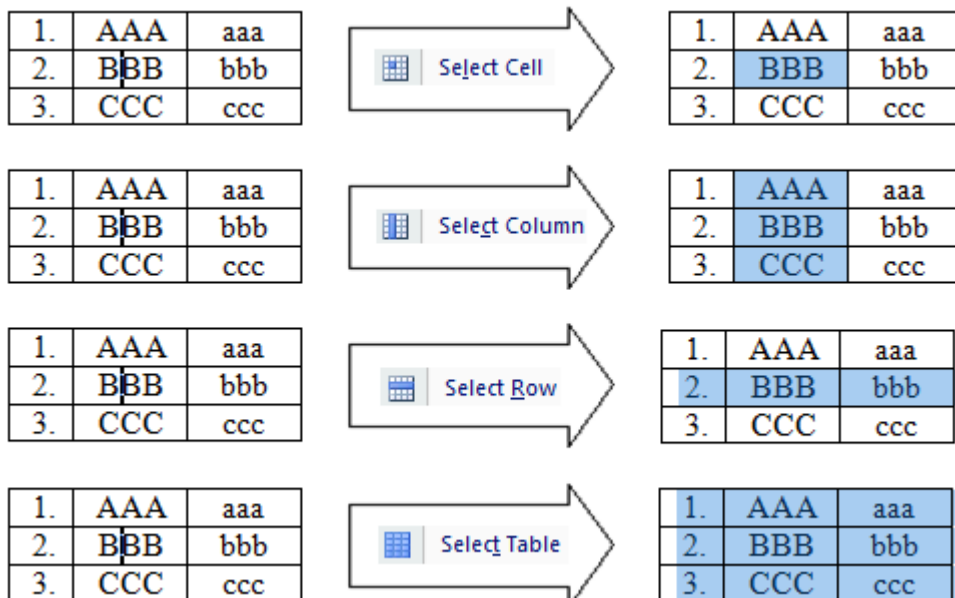 1. AAA aaa Select Cell 1. AAA aaa
2. BBB bbb 2. BBB bbb
3. CCC ccc 3. CCC ccc
1. AAA aaa Select Column 1. AAA aaa
2. BBB bbb 2. BBB bbb
3. CCC ccc 3. CCC ccc
1. AAA aaa Select Row 1. AAA aaa
2. BBB bbb 2. BBB bbb
3. CCC ccc 3. CCC ccc
1. AAA aaa Select Table 1. AAA aaa
2. BBB bbb 2. BBB bbb
3. CCC ccc 3. CCC ccc